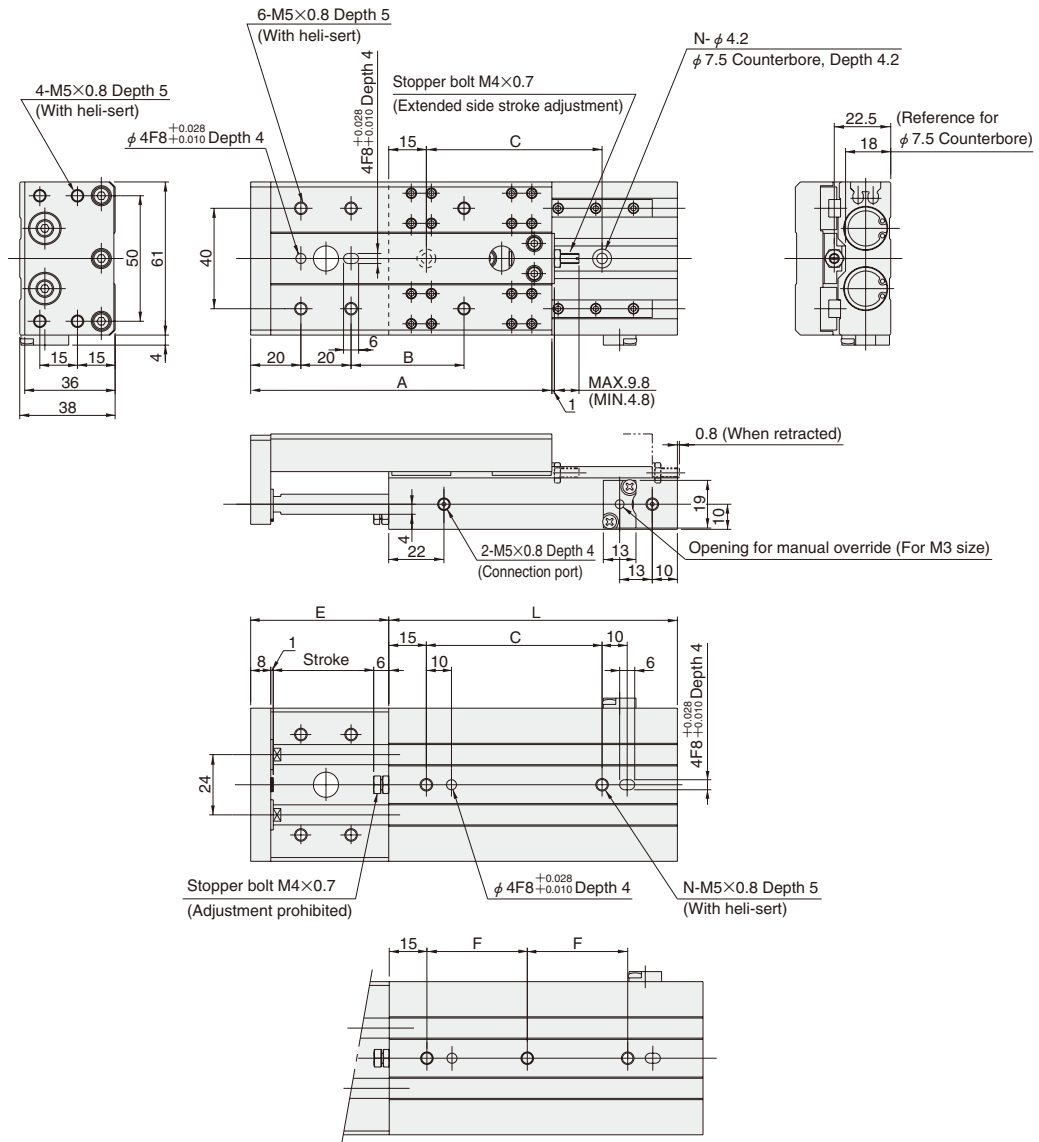 6-M5×0.8 Depth 5
(With heli-sert)
N-φ4.2
φ7.5 Counterbore, Depth 4.2
4-M5×0.8 Depth 5
(With heli-sert)
φ4F8 +0.028 +0.010 Depth 4
4F8 +0.028 +0.010 Depth 4
Stopper bolt M4×0.7
(Extended side stroke adjustment)
22.5
18
(Reference for
φ7.5 Counterbore)
15
C
50
61
40
4
15
15
36
38
6
20
20
B
A
1
MAX.9.8
(MIN.4.8)
0.8 (When retracted)
4
22
2-M5×0.8 Depth 4
(Connection port)
19
10
13
13
10
Opening for manual override (For M3 size)
E
L
8
1
Stroke
6
15
C
10
10
6
4F8 +0.028 +0.010 Depth 4
24
Stopper bolt M4×0.7
(Adjustment prohibited)
φ4F8 +0.028 +0.010 Depth 4
N-M5×0.8 Depth 5
(With heli-sert)
15
F
F